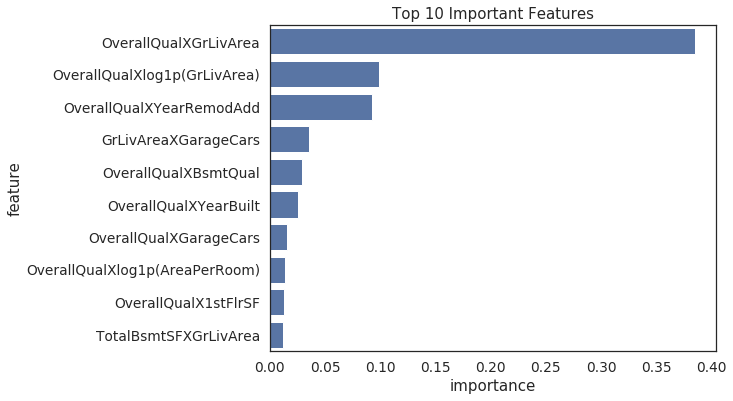 Top 10 Important Features
OverallQualXGrLivArea
OverallQualXlog1p(GrLivArea)
OverallQualXYearRemodAdd
GrLivAreaXGarageCars
OverallQualXBsmtQual
OverallQualXYearBuilt
OverallQualXGarageCars
OverallQualXlog1p(AreaPerRoom)
OverallQualX1stFlrSF
TotalBsmtSFXGrLivArea
feature
0.00 0.05 0.10 0.15 0.20 0.25 0.30 0.35 0.40
importance